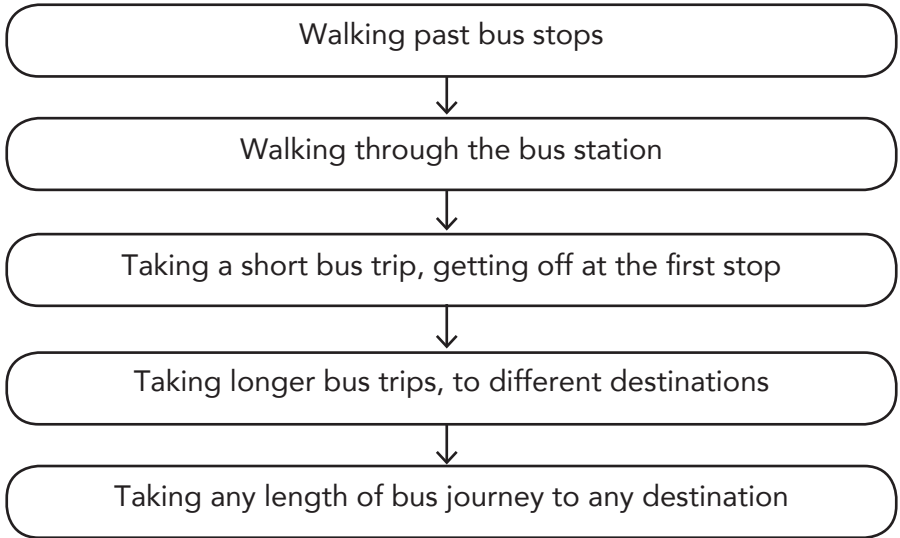 Walking past bus stops
Walking through the bus station
Taking a short bus trip, getting off at the first stop
Taking longer bus trips, to different destinations
Taking any length of bus journey to any destination